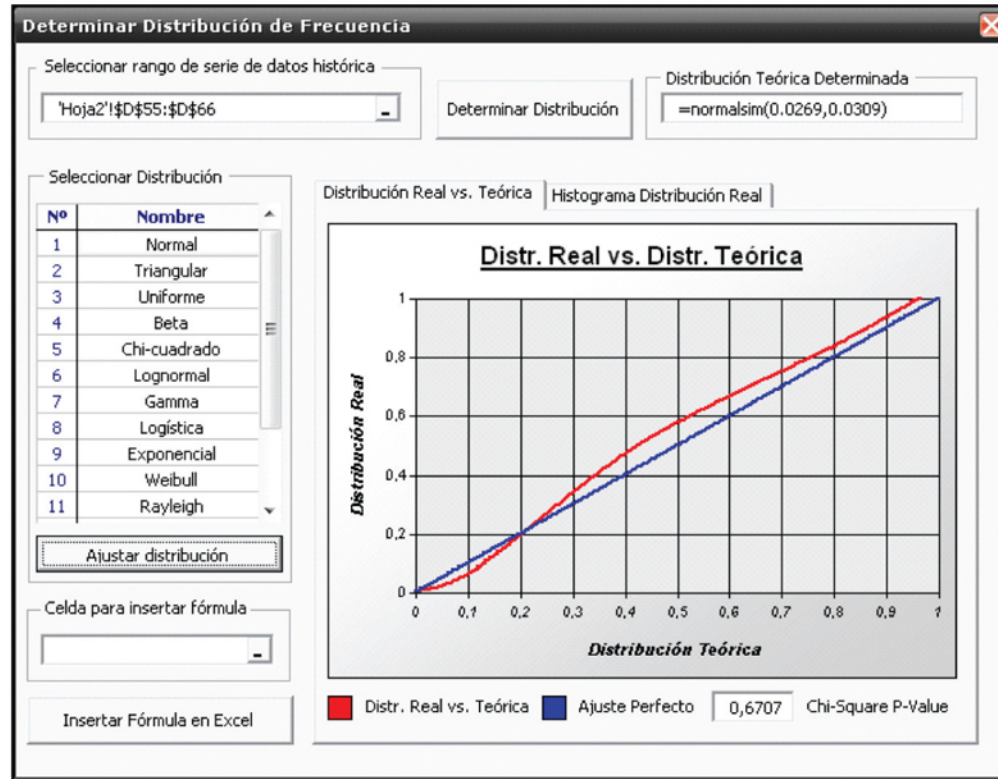 Determinar Distribución de Frecuencia
Seleccionar rango de serie de datos histórica
'Hoja2'!$D$55:$D$66
Determinar Distribución
Distribución Teórica Determinada
=normalsim(0.0269,0.0309)
Seleccionar Distribución
Nº Nombre
1 Normal
2 Triangular
3 Uniforme
4 Beta
5 Chi-cuadrado
6 Lognormal
7 Gamma
8 Logística
9 Exponencial
10 Weibull
11 Rayleigh
Ajustar distribución
Celda para insertar fórmula
Insertar Fórmula en Excel
Distribución Real vs. Teórica
Histograma Distribución Real
Distr. Real vs. Distr. Teórica
Distribución Real
1
0,8
0,6
0,4
0,2
0
0 0,1 0,2 0,3 0,4 0,5 0,6 0,7 0,8 0,9 1
Distribución Teórica
Distr. Real vs. Teórica
Ajuste Perfecto
0,6707
Chi-Square P-Value